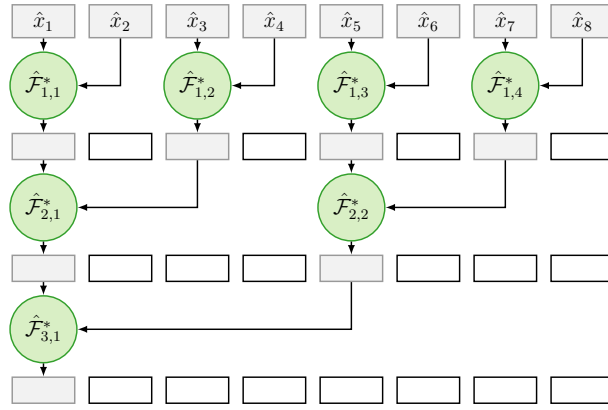 x̂₁ x̂₂ x̂₃ x̂₄ x̂₅ x̂₆ x̂₇ x̂₈
ℱ̂*₁,₁ ℱ̂*₁,₂ ℱ̂*₁,₃ ℱ̂*₁,₄
ℱ̂*₂,₁ ℱ̂*₂,₂
ℱ̂*₃,₁